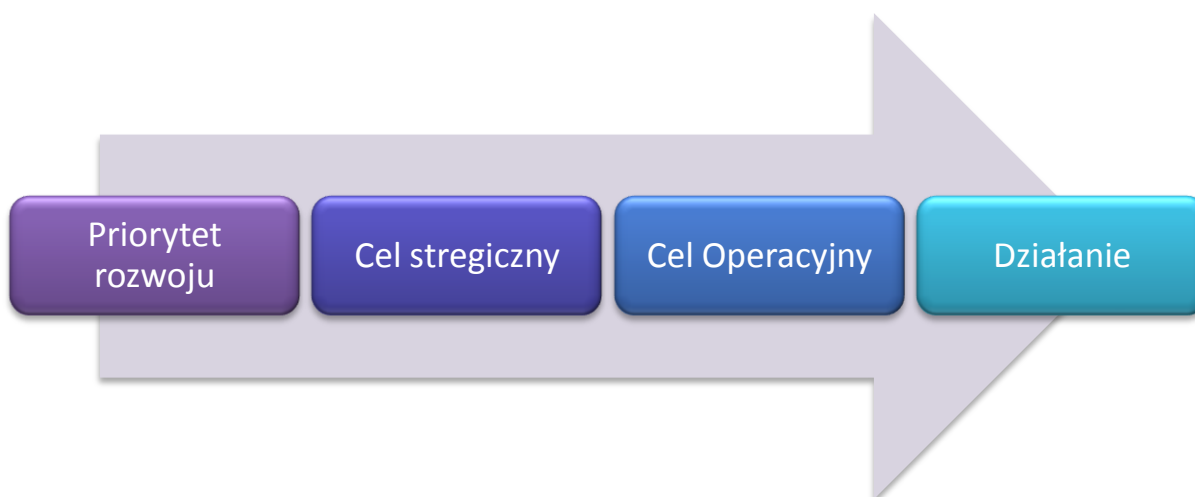 Priorytet
rozwoju
Cel stregiczny
Cel Operacyjny
Działanie